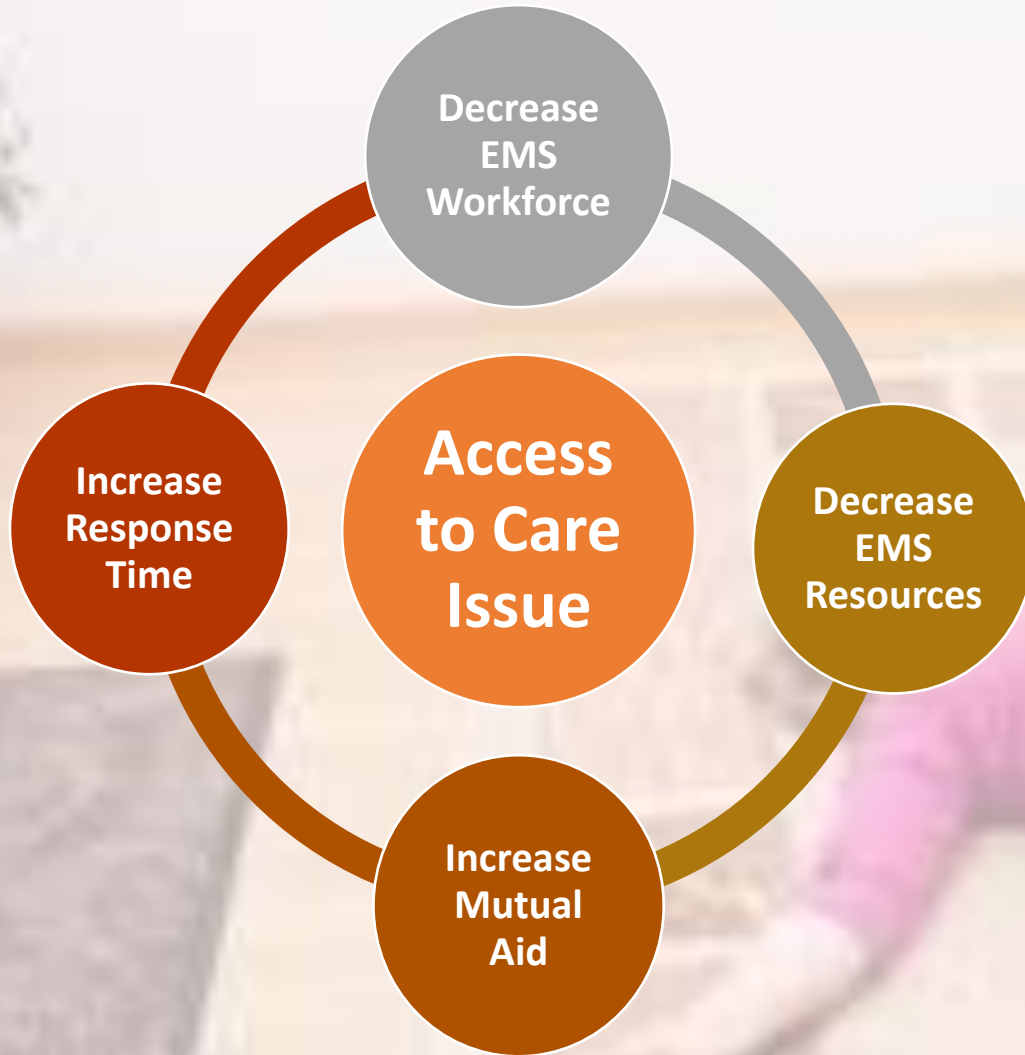 Decrease
EMS
Workforce
Access
to Care
Issue
Increase
Response
Time
Decrease
EMS
Resources
Increase
Mutual
Aid